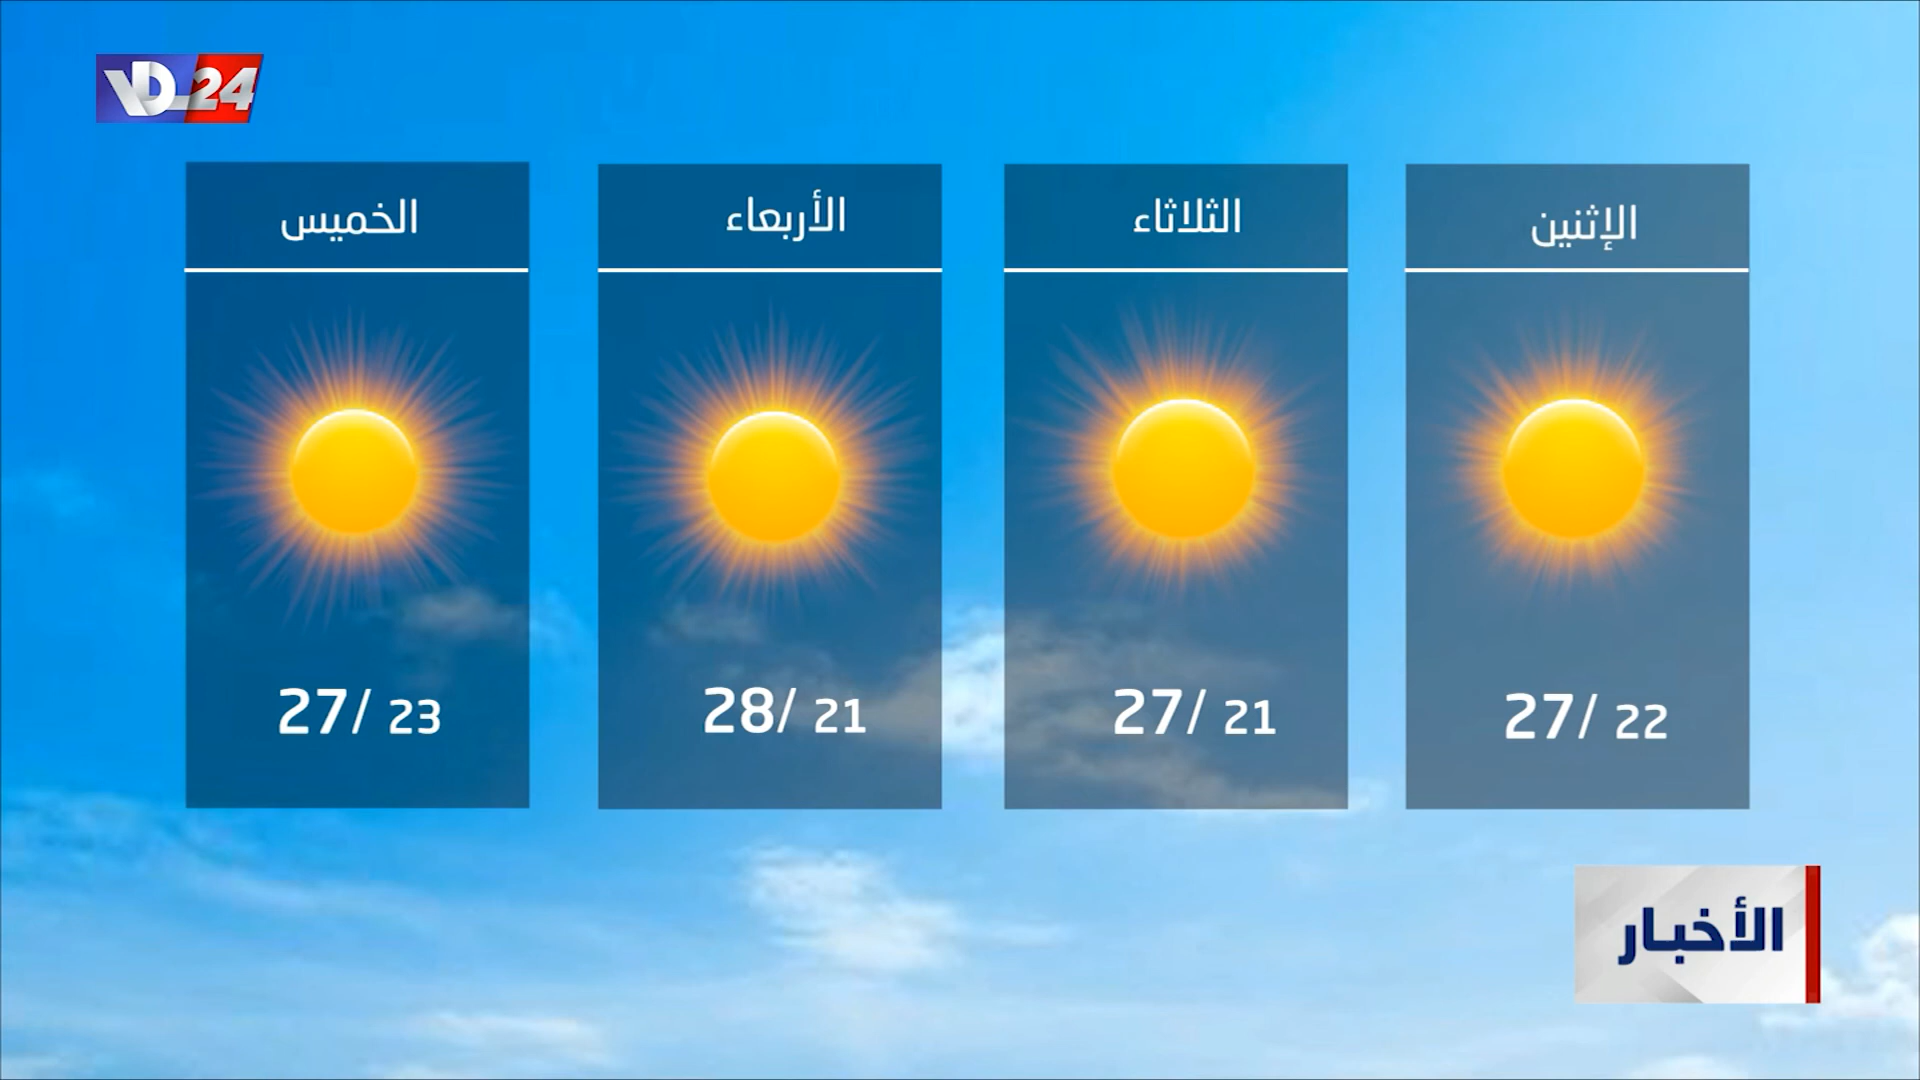 VDL24
الإثنين
27/ 22
الثلاثاء
27/ 21
الأربعاء
28/ 21
الخميس
27/ 23
الأخبار